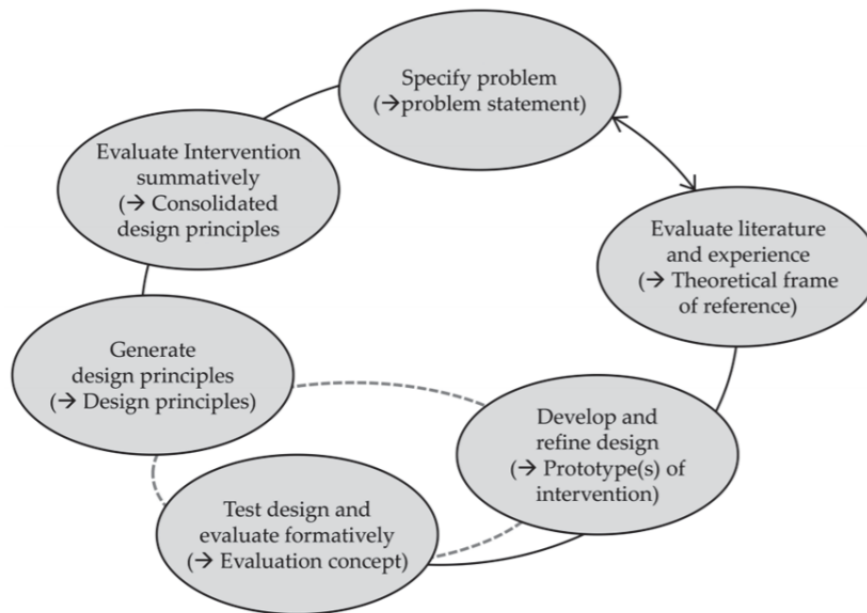 Specify problem
(→problem statement)
Evaluate literature
and experience
(→ Theoretical frame
of reference)
Develop and
refine design
(→ Prototype(s) of
intervention)
Test design and
evaluate formatively
(→ Evaluation concept)
Generate
design principles
(→ Design principles)
Evaluate Intervention
summatively
(→ Consolidated
design principles